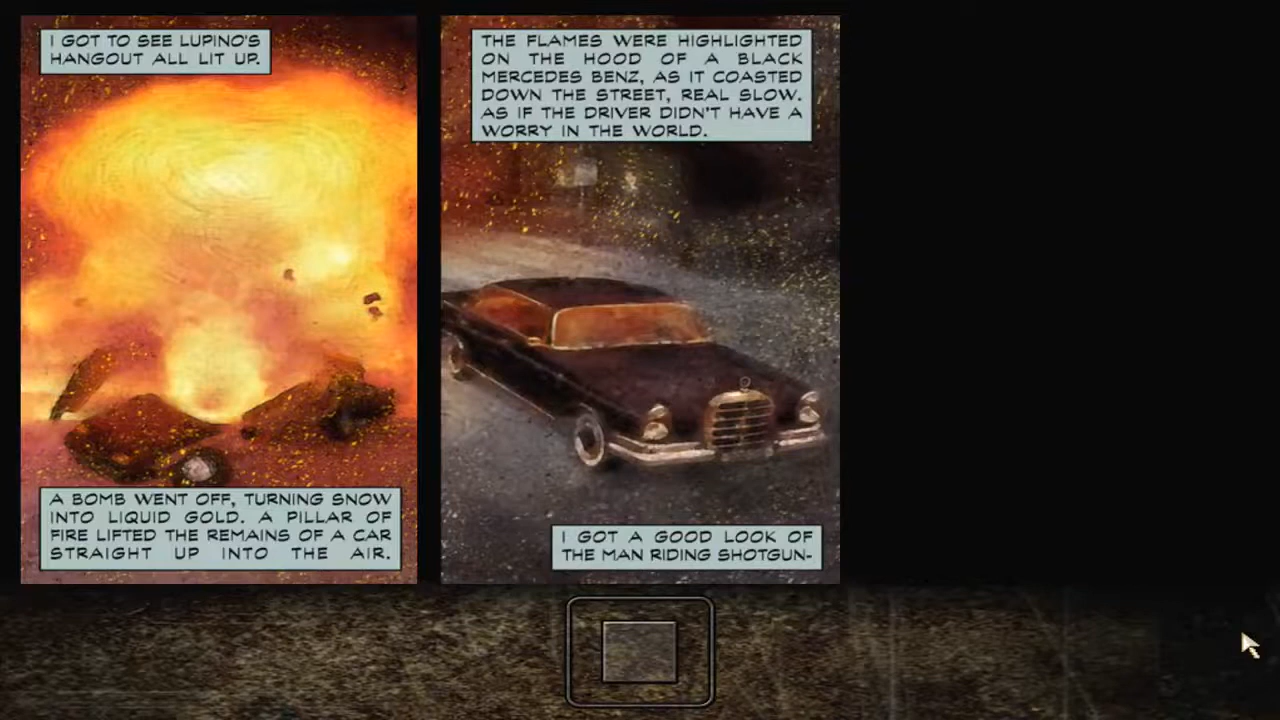 I GOT TO SEE LUPINO'S
HANGOUT ALL LIT UP.
A BOMB WENT OFF, TURNING SNOW
INTO LIQUID GOLD. A PILLAR OF
FIRE LIFTED THE REMAINS OF A CAR
STRAIGHT UP INTO THE AIR.
THE FLAMES WERE HIGHLIGHTED
ON THE HOOD OF A BLACK
MERCEDES BENZ, AS IT COASTED
DOWN THE STREET, REAL SLOW.
AS IF THE DRIVER DIDN'T HAVE A
WORRY IN THE WORLD.
I GOT A GOOD LOOK OF
THE MAN RIDING SHOTGUN-